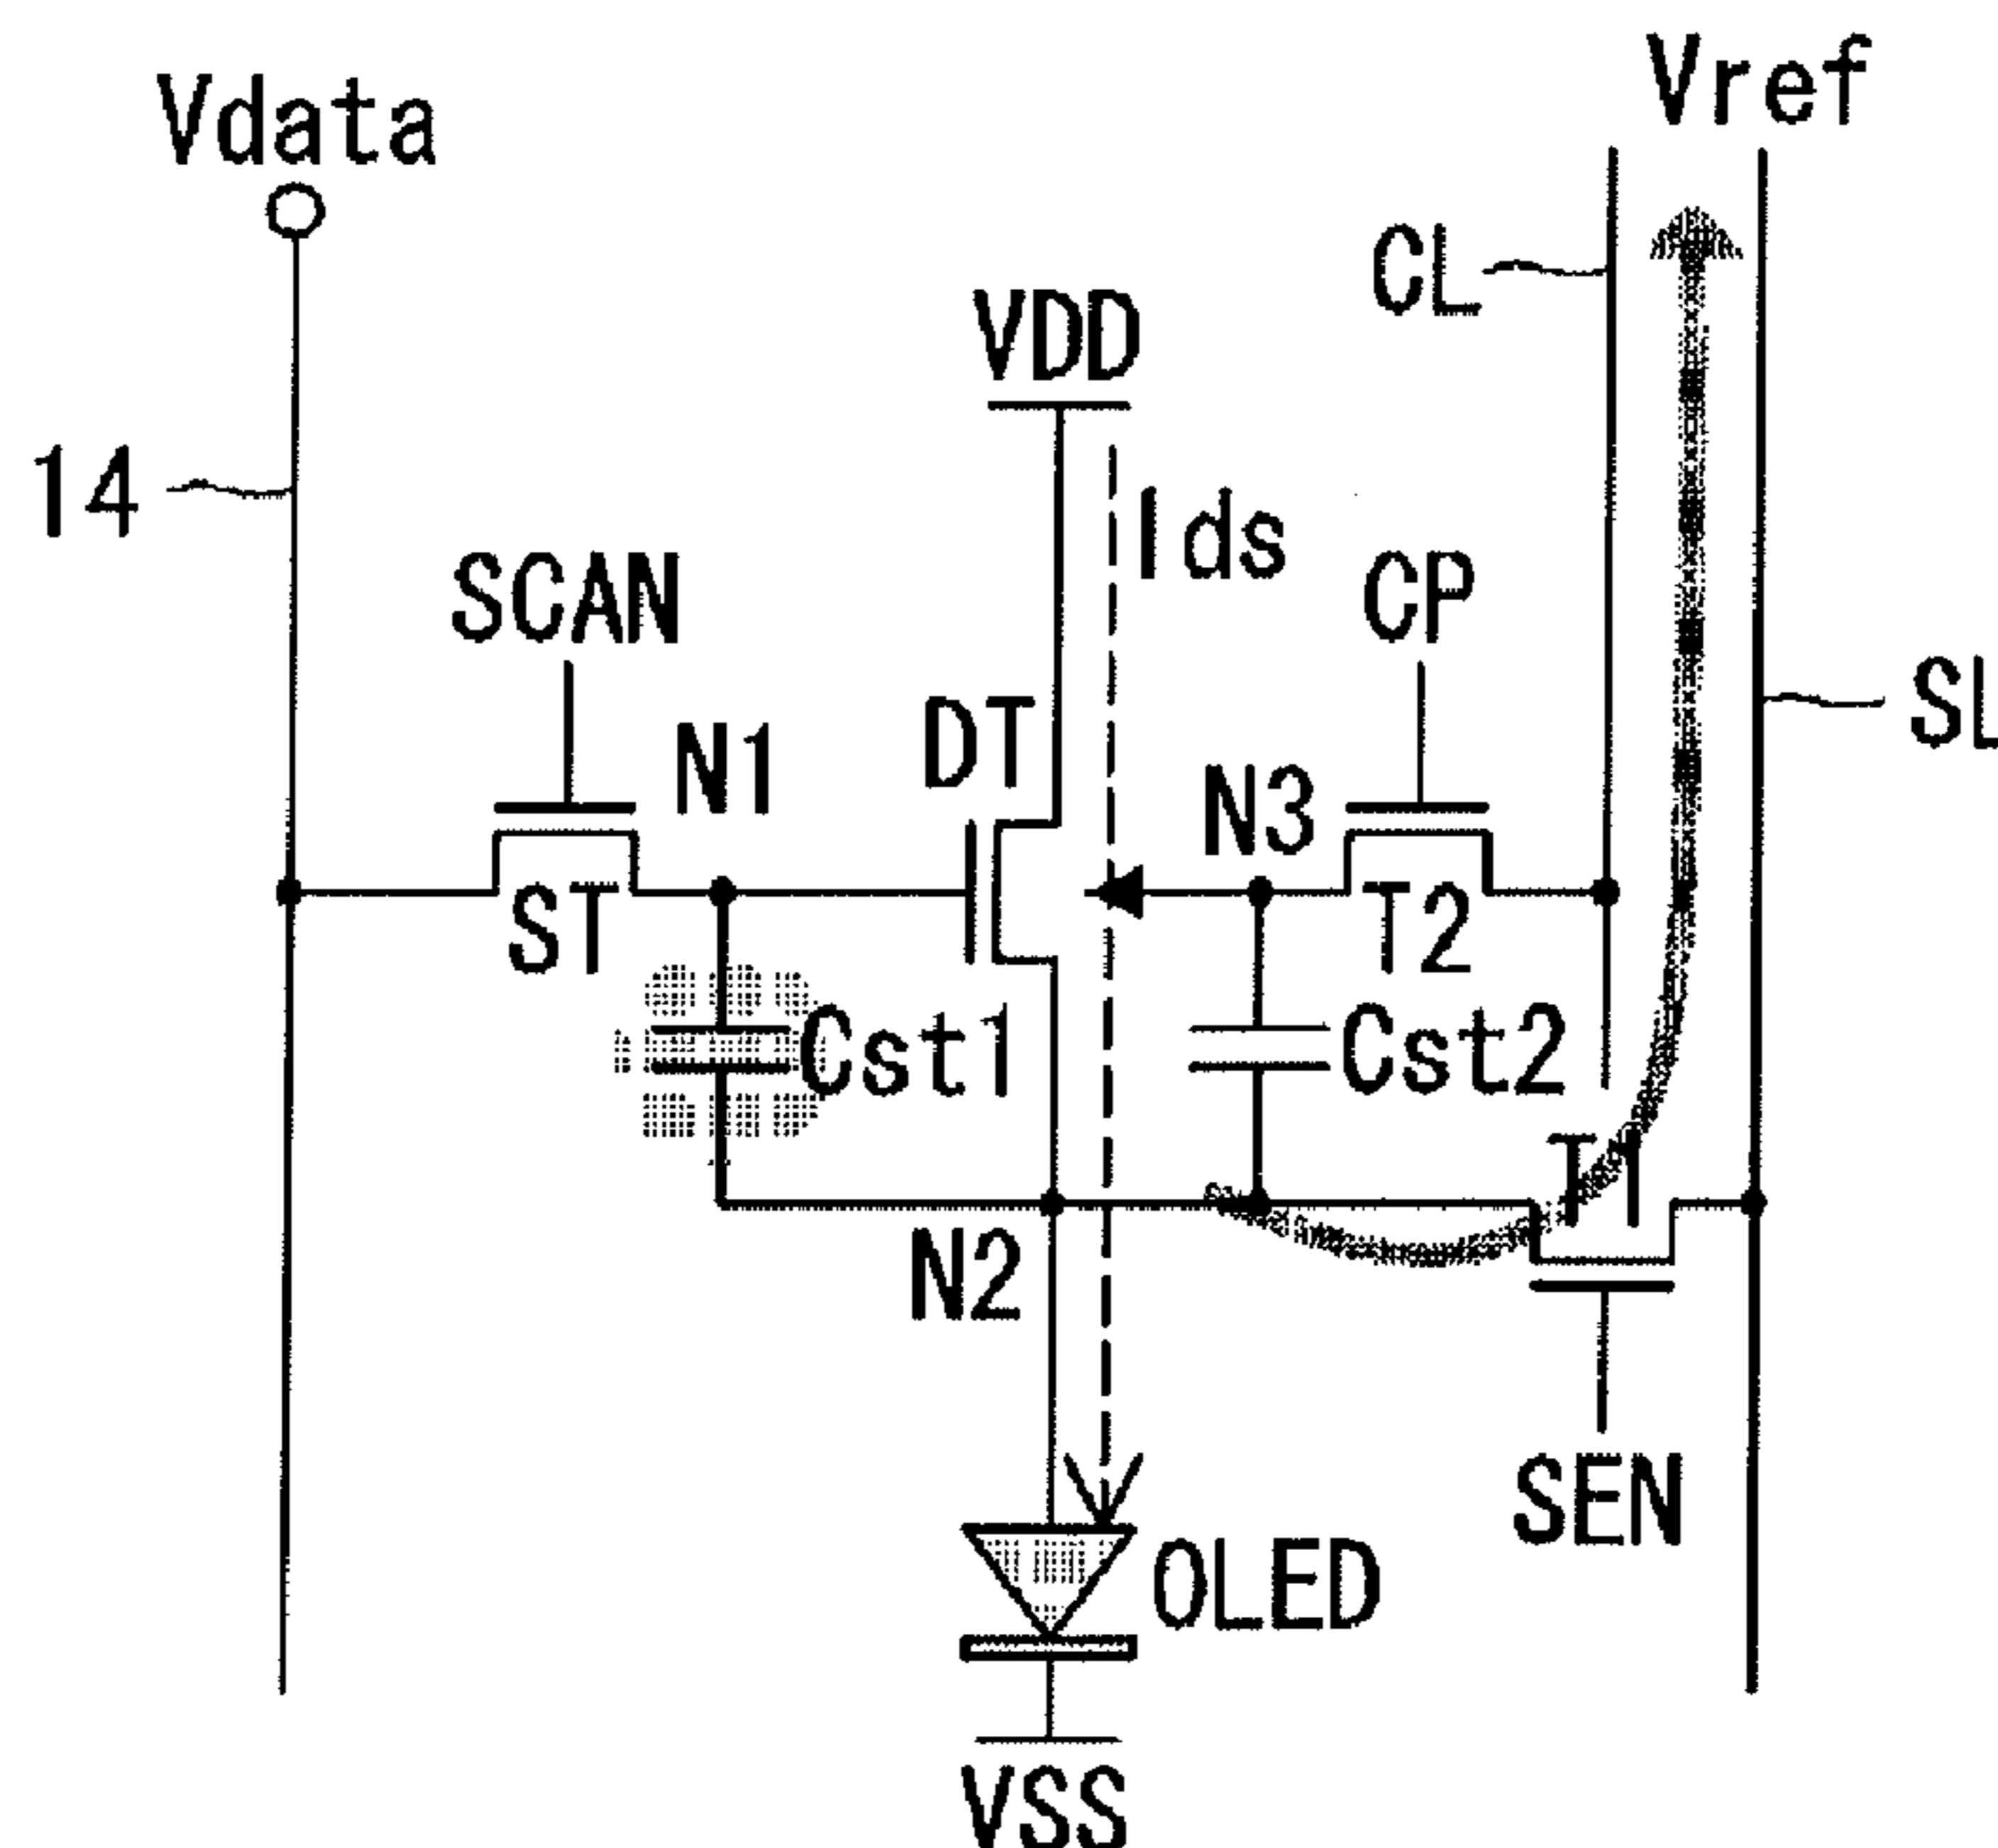 Vref
Vdata
CL
VDD
14
Ids
SCAN
CP
DT
SL
N1
N3
ST
T2
Cst1
Cst2
T1
N2
SEN
OLED
VSS